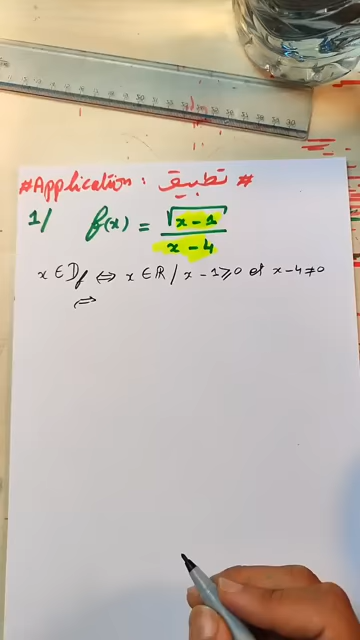 #Application: تطبيق #
1/ f(x) = √(x-1) / (x-4)
x ∈ Df ⇔ x ∈ ℝ / x-1⩾0 et x-4≠0
⇔